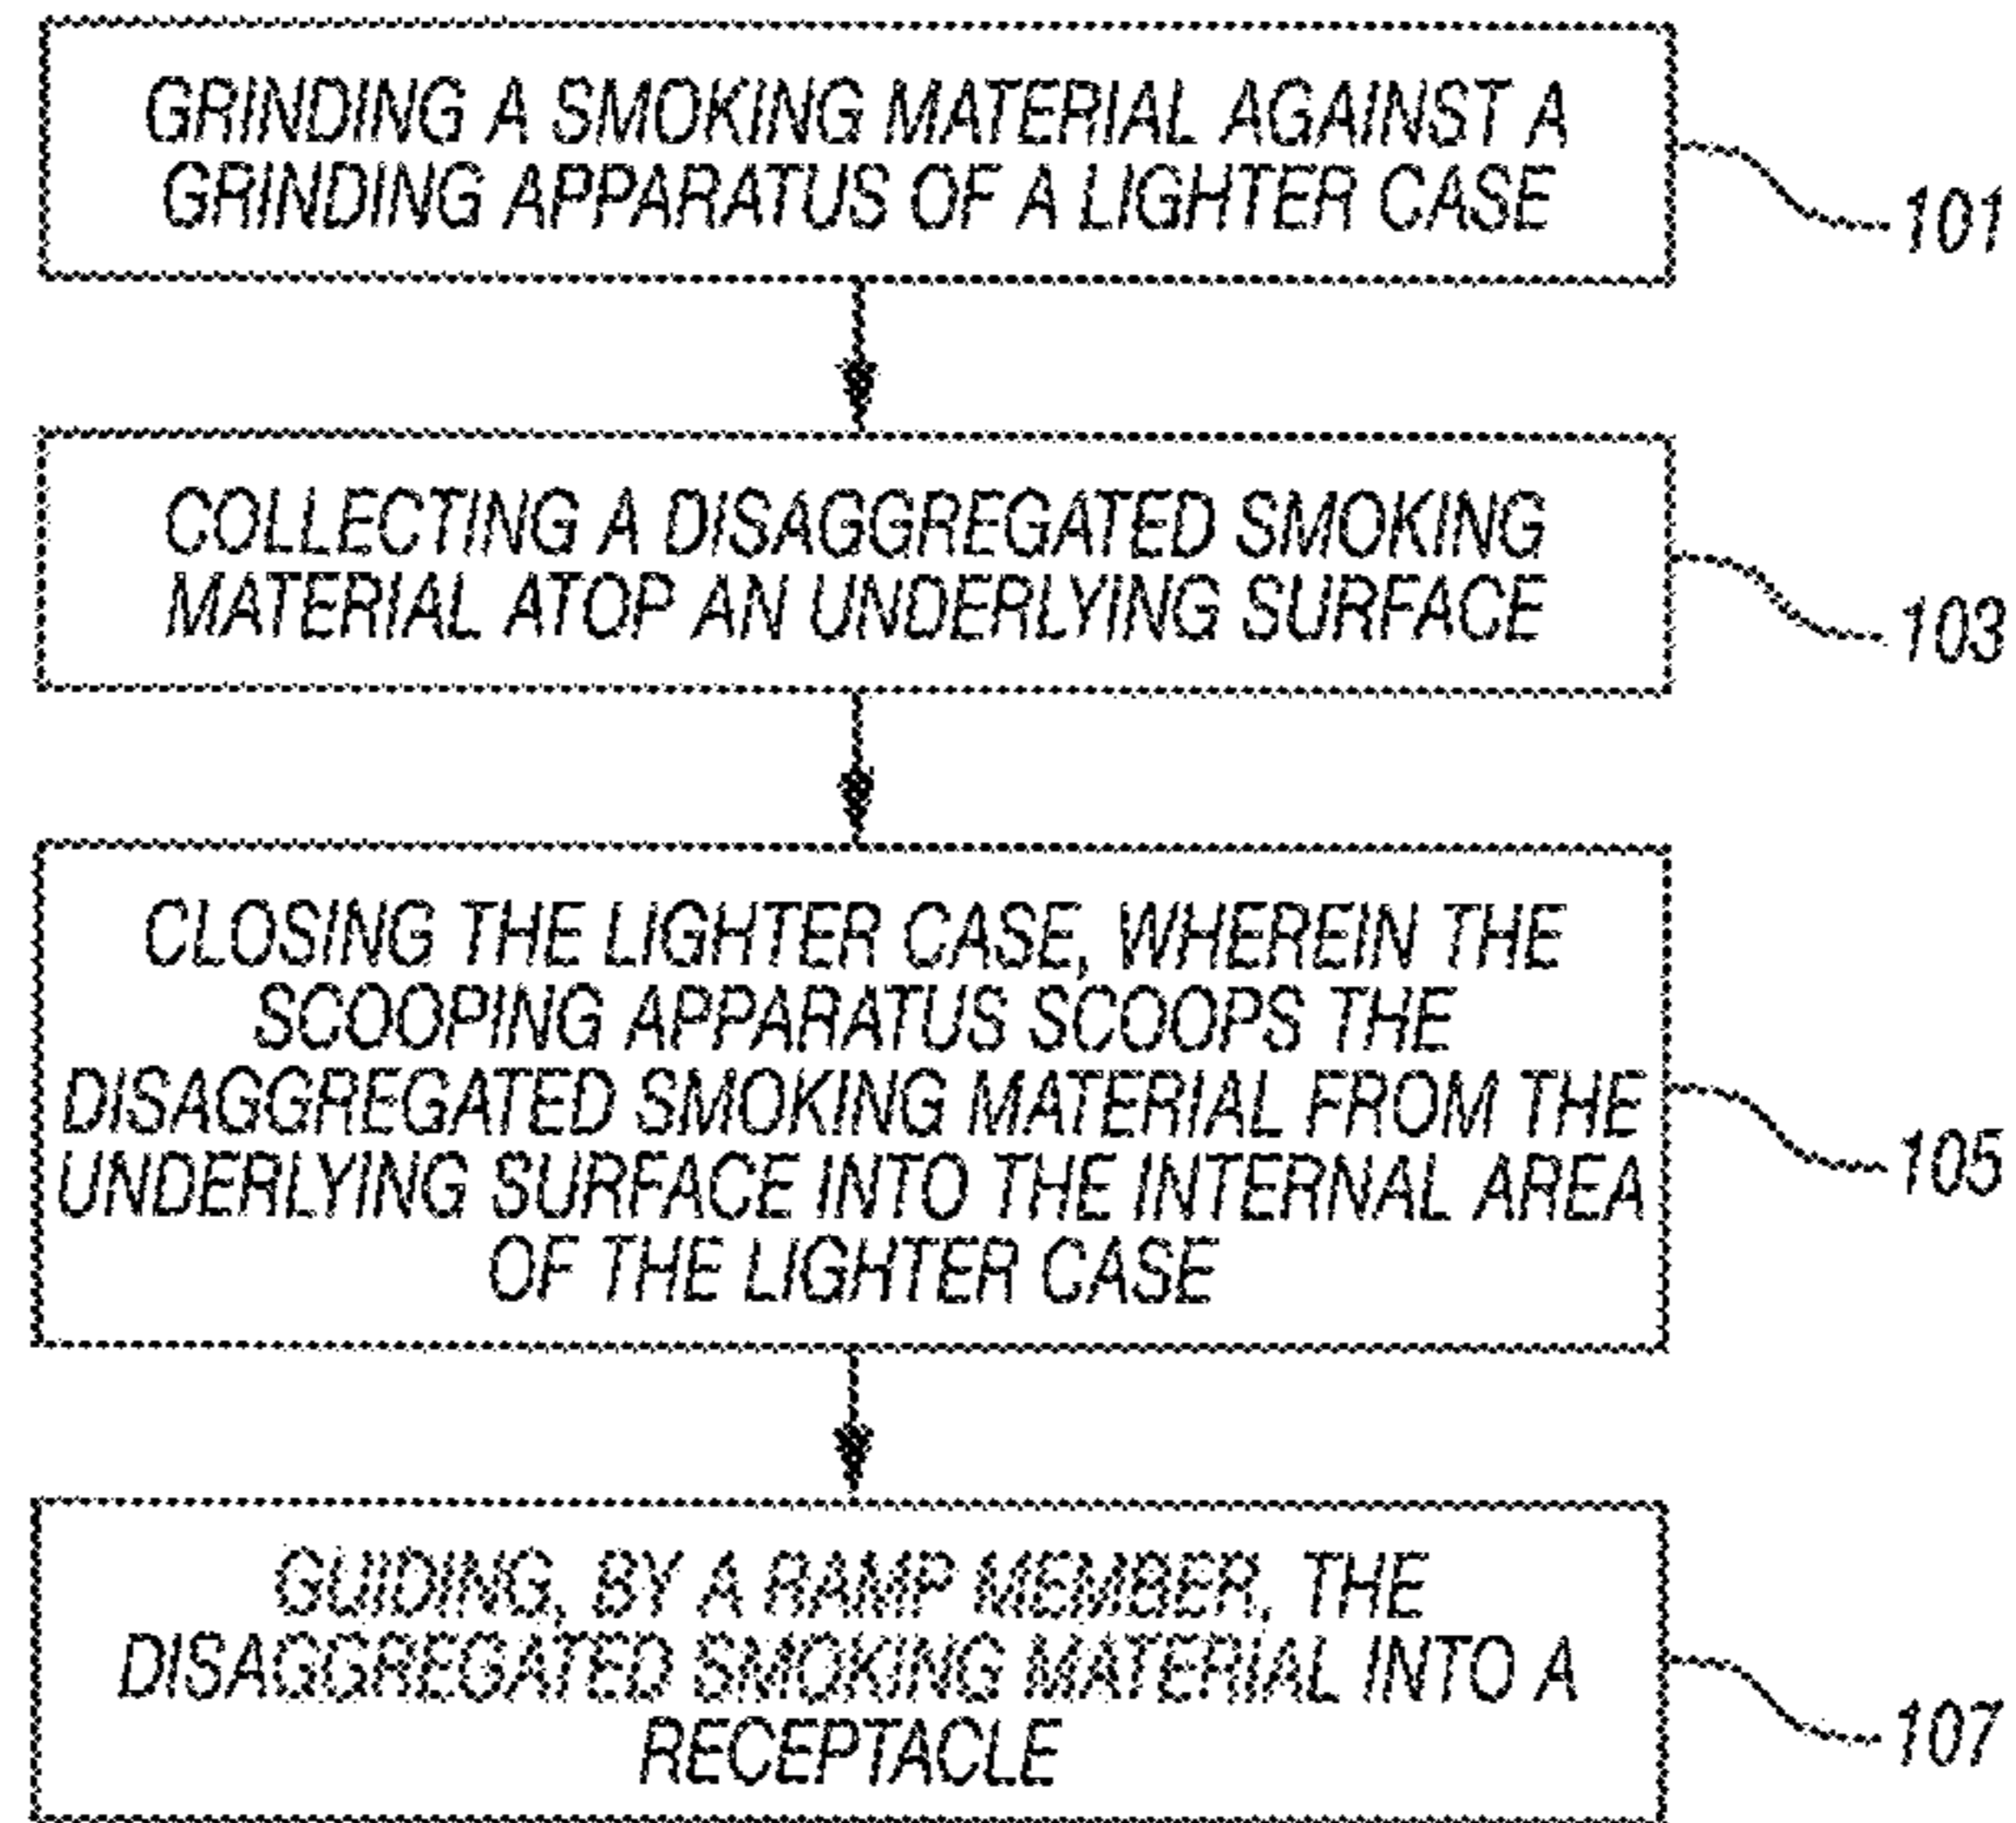 GRINDING A SMOKING MATERIAL AGAINST A
GRINDING APPARATUS OF A LIGHTER CASE
101
COLLECTING A DISAGGREGATED SMOKING
MATERIAL ATOP AN UNDERLYING SURFACE
103
CLOSING THE LIGHTER CASE, WHEREIN THE
SCOOPING APPARATUS SCOOPS THE
DISAGGREGATED SMOKING MATERIAL FROM THE
UNDERLYING SURFACE INTO THE INTERNAL AREA
OF THE LIGHTER CASE
105
GUIDING, BY A RAMP MEMBER, THE
DISAGGREGATED SMOKING MATERIAL INTO A
RECEPTACLE
107